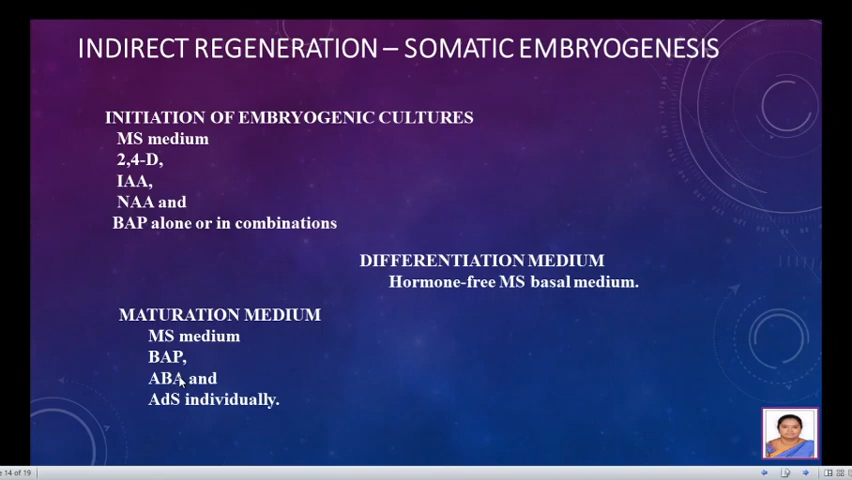 INDIRECT REGENERATION – SOMATIC EMBRYOGENESIS
INITIATION OF EMBRYOGENIC CULTURES
MS medium
2,4-D,
IAA,
NAA and
BAP alone or in combinations
DIFFERENTIATION MEDIUM
Hormone-free MS basal medium.
MATURATION MEDIUM
MS medium
BAP,
ABA and
AdS individually.
e 14 of 19